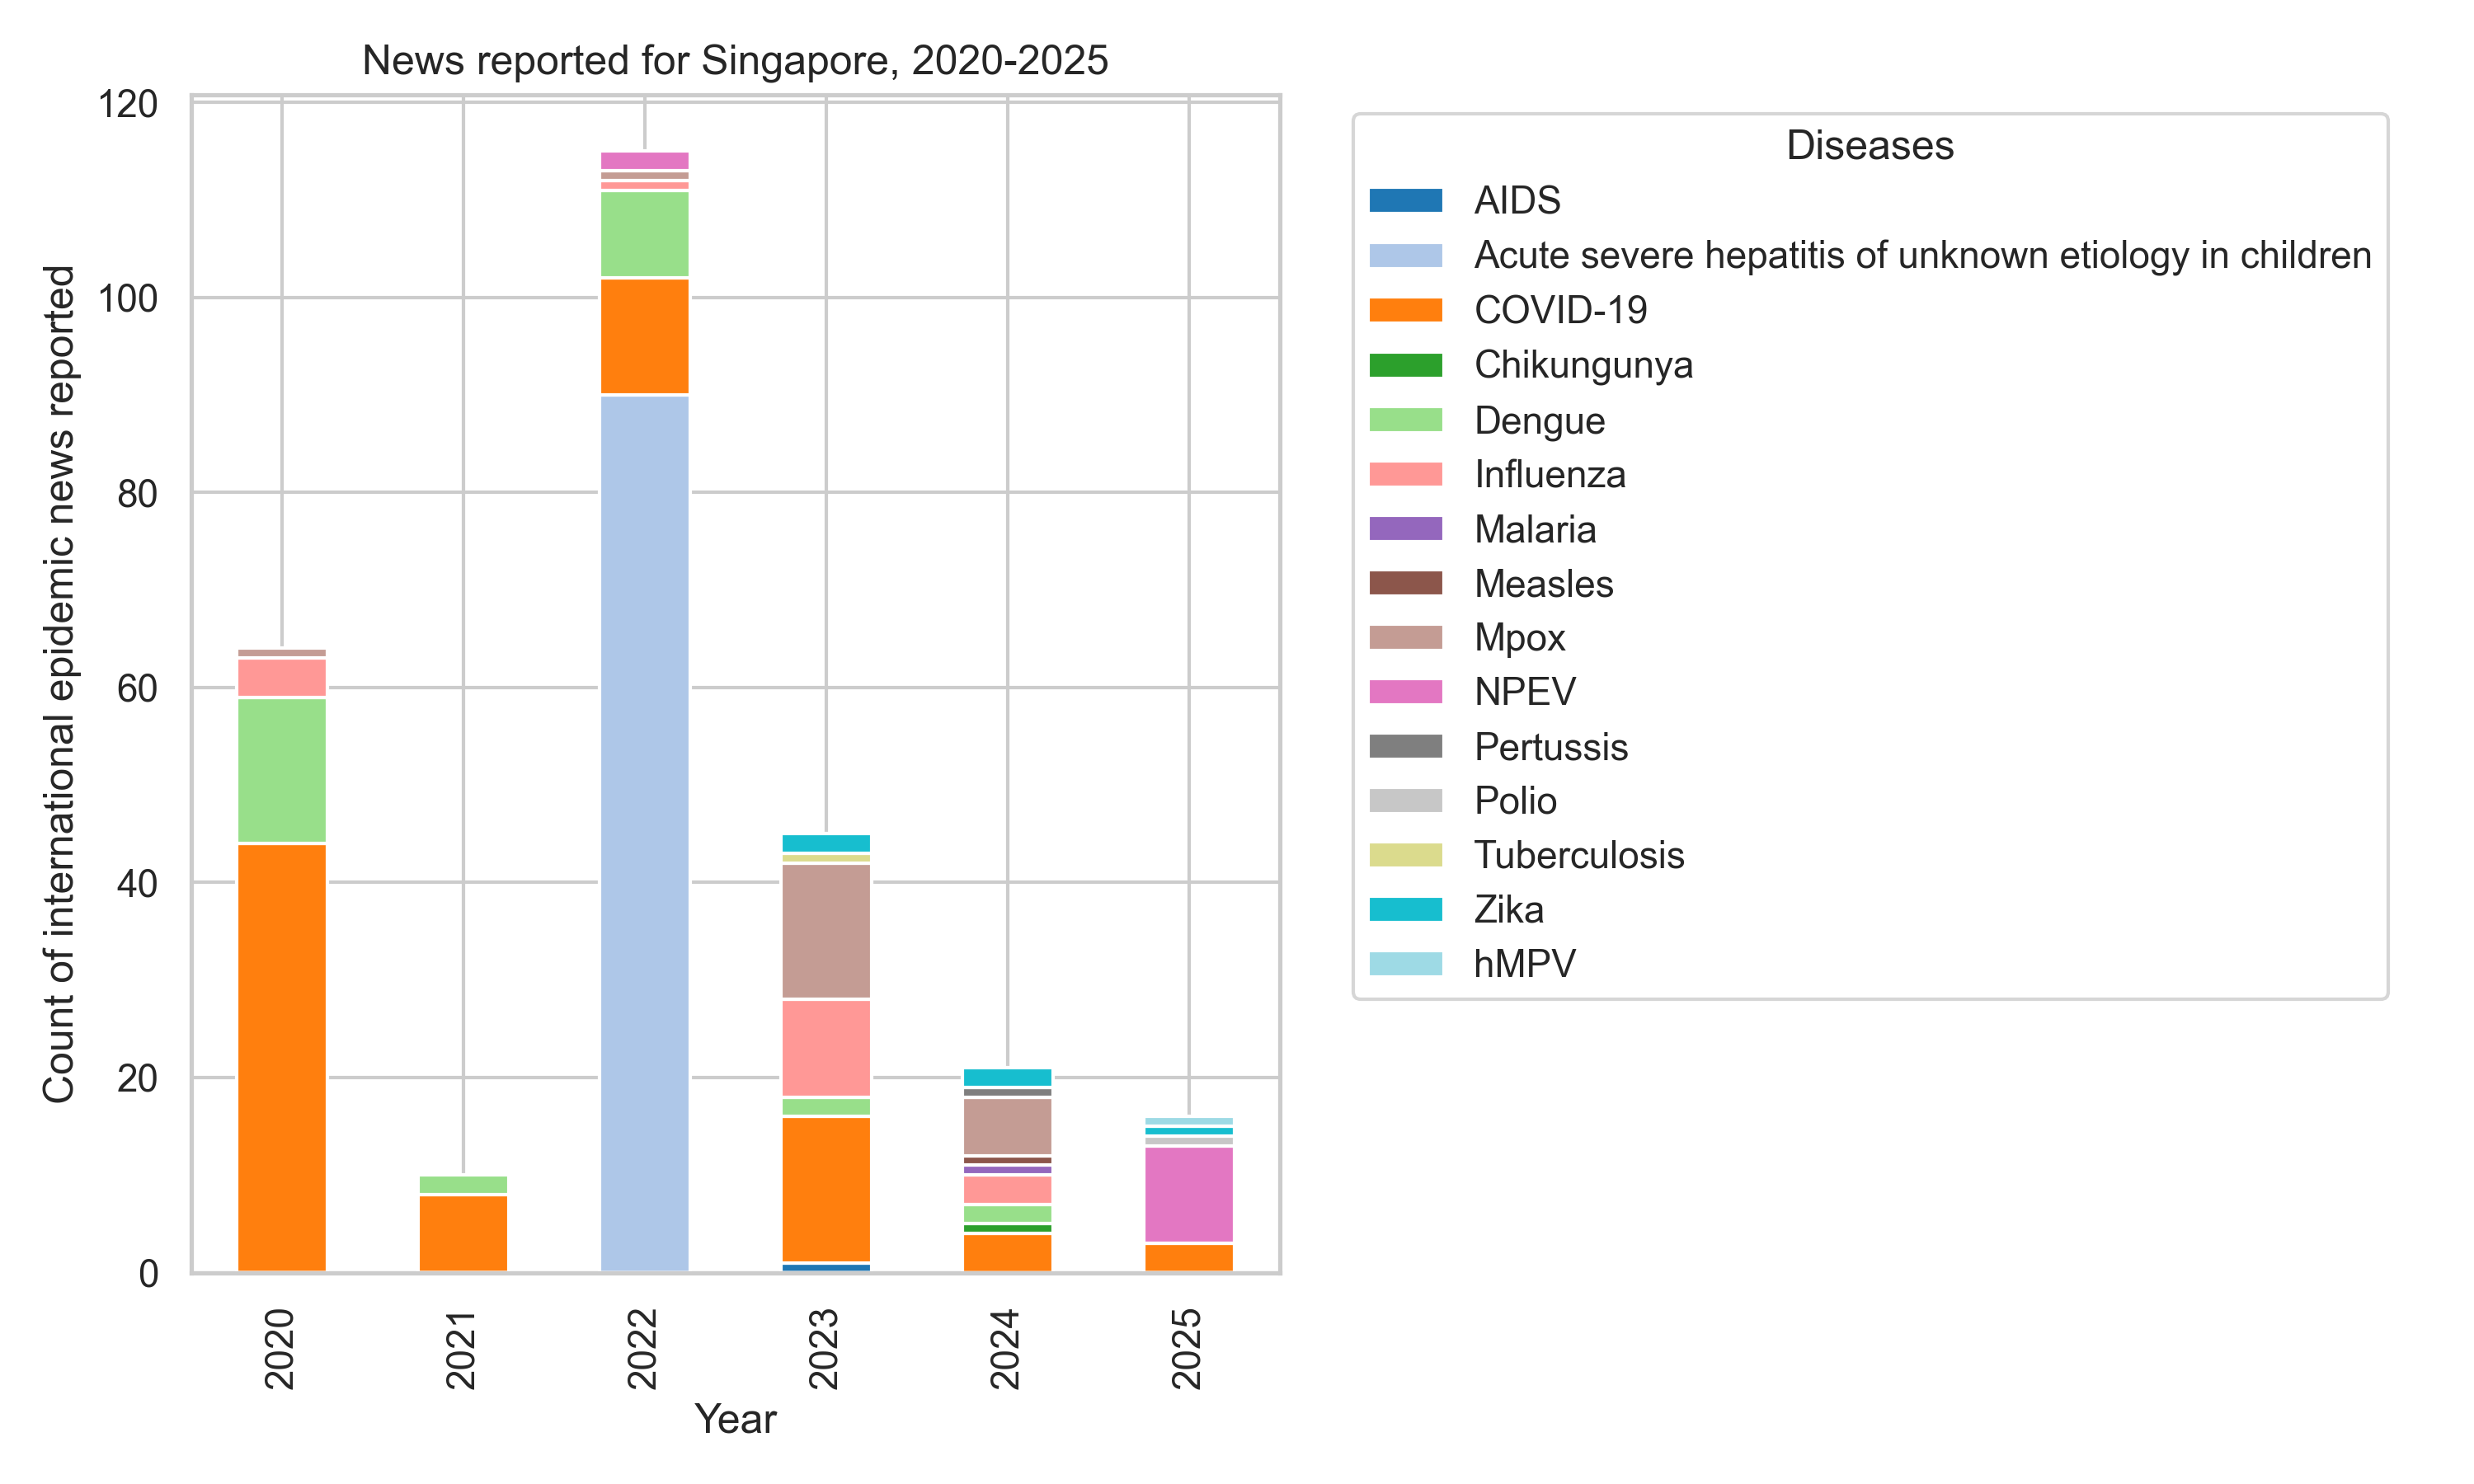 News reported for Singapore, 2020-2025
Count of international epidemic news reported
120
100
80
60
40
20
0
2020
2021
2022
2023
2024
2025
Year
Diseases
AIDS
Acute severe hepatitis of unknown etiology in children
COVID-19
Chikungunya
Dengue
Influenza
Malaria
Measles
Mpox
NPEV
Pertussis
Polio
Tuberculosis
Zika
hMPV